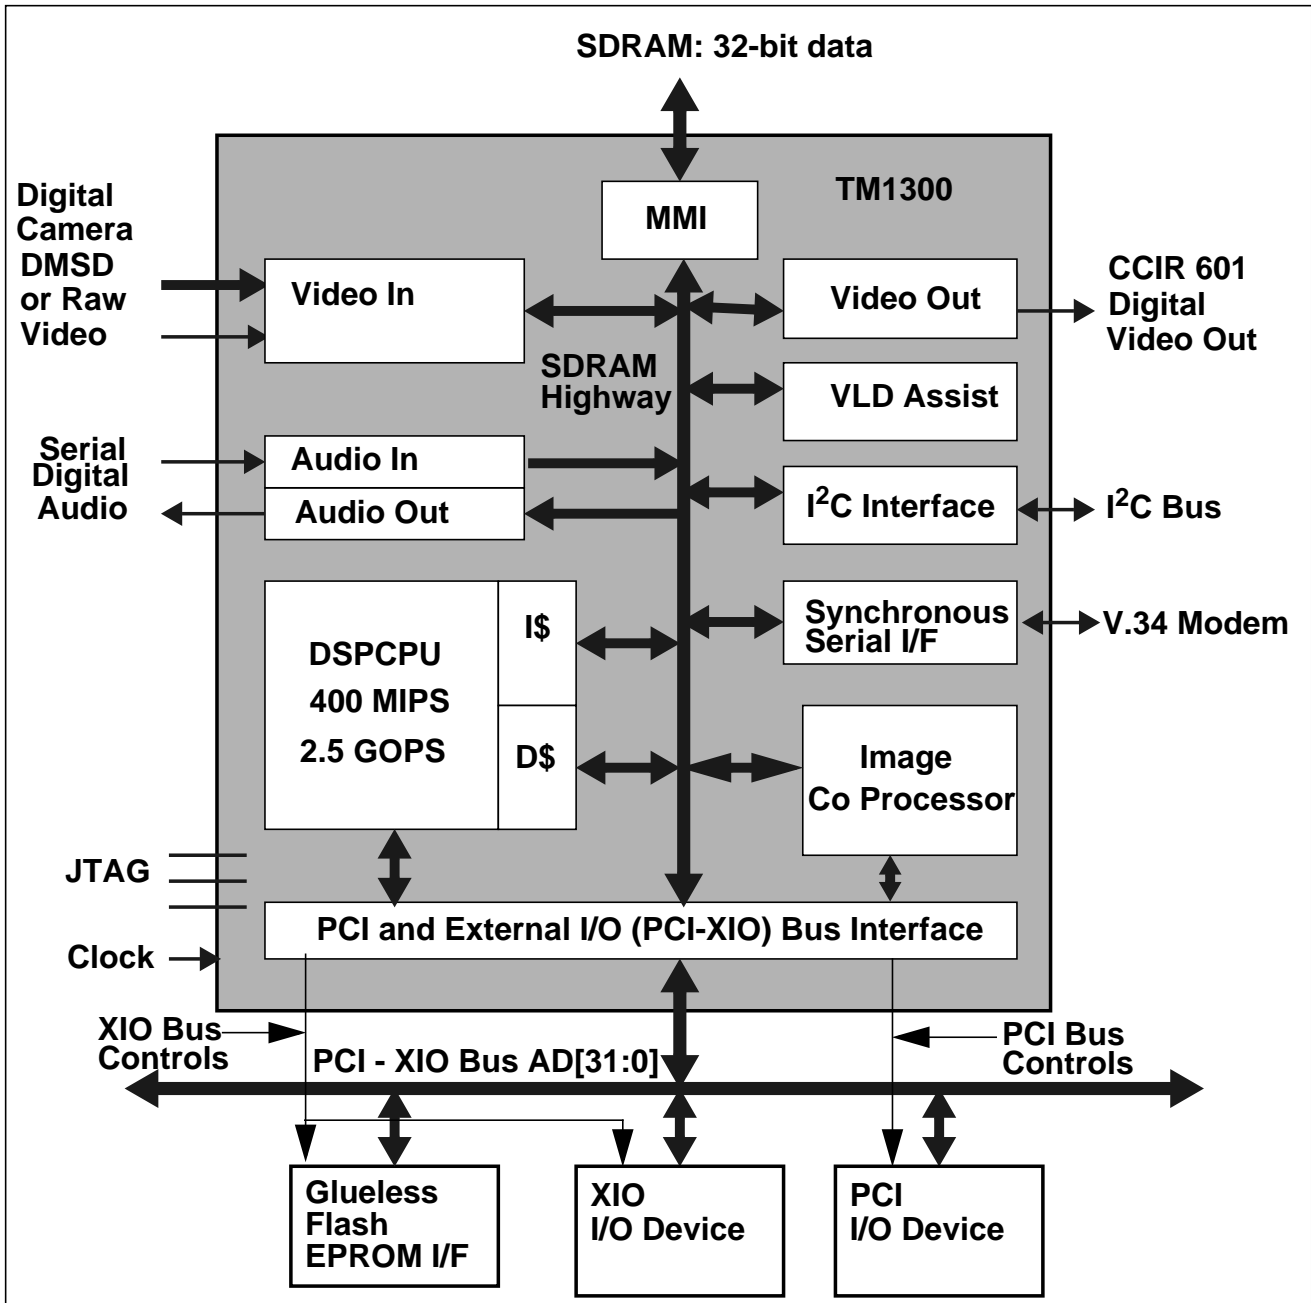 SDRAM: 32-bit data
TM1300
MMI
Digital
Camera
DMSD
or Raw
Video
Video In
Video Out
CCIR 601
Digital
Video Out
SDRAM
Highway
VLD Assist
Serial
Digital
Audio
Audio In
Audio Out
I²C Interface
I²C Bus
DSPCPU
400 MIPS
2.5 GOPS
I$
D$
Synchronous
Serial I/F
V.34 Modem
Image
Co Processor
JTAG
Clock
PCI and External I/O (PCI-XIO) Bus Interface
XIO Bus
Controls
PCI - XIO Bus AD[31:0]
PCI Bus
Controls
Glueless
Flash
EPROM I/F
XIO
I/O Device
PCI
I/O Device